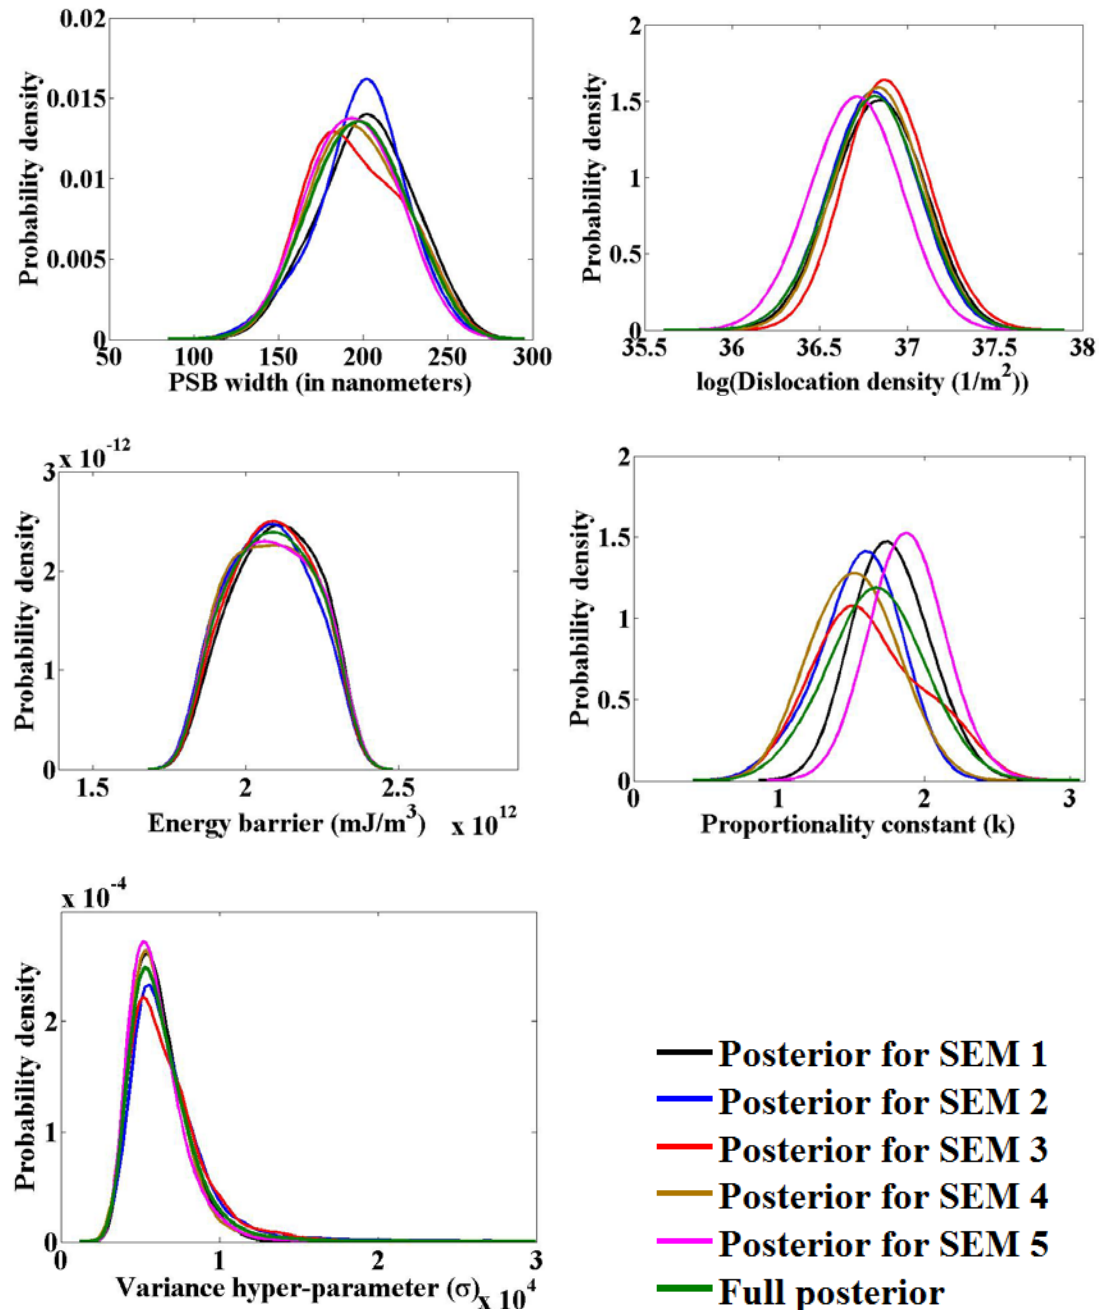 0.02
0.015
0.01
0.005
0
50 100 150 200 250 300
Probability density
PSB width (in nanometers)
2
1.5
1
0.5
0
35.5 36 36.5 37 37.5 38
Probability density
log(Dislocation density (1/m²))
x 10⁻¹²
3
2
1
0
1.5 2 2.5
Probability density
Energy barrier (mJ/m³) x 10¹²
2
1.5
1
0.5
0
0 1 2 3
Probability density
Proportionality constant (k)
x 10⁻⁴
2
1
0
0 1 2 3
Probability density
Variance hyper-parameter (σ) x 10⁴
Posterior for SEM 1
Posterior for SEM 2
Posterior for SEM 3
Posterior for SEM 4
Posterior for SEM 5
Full posterior